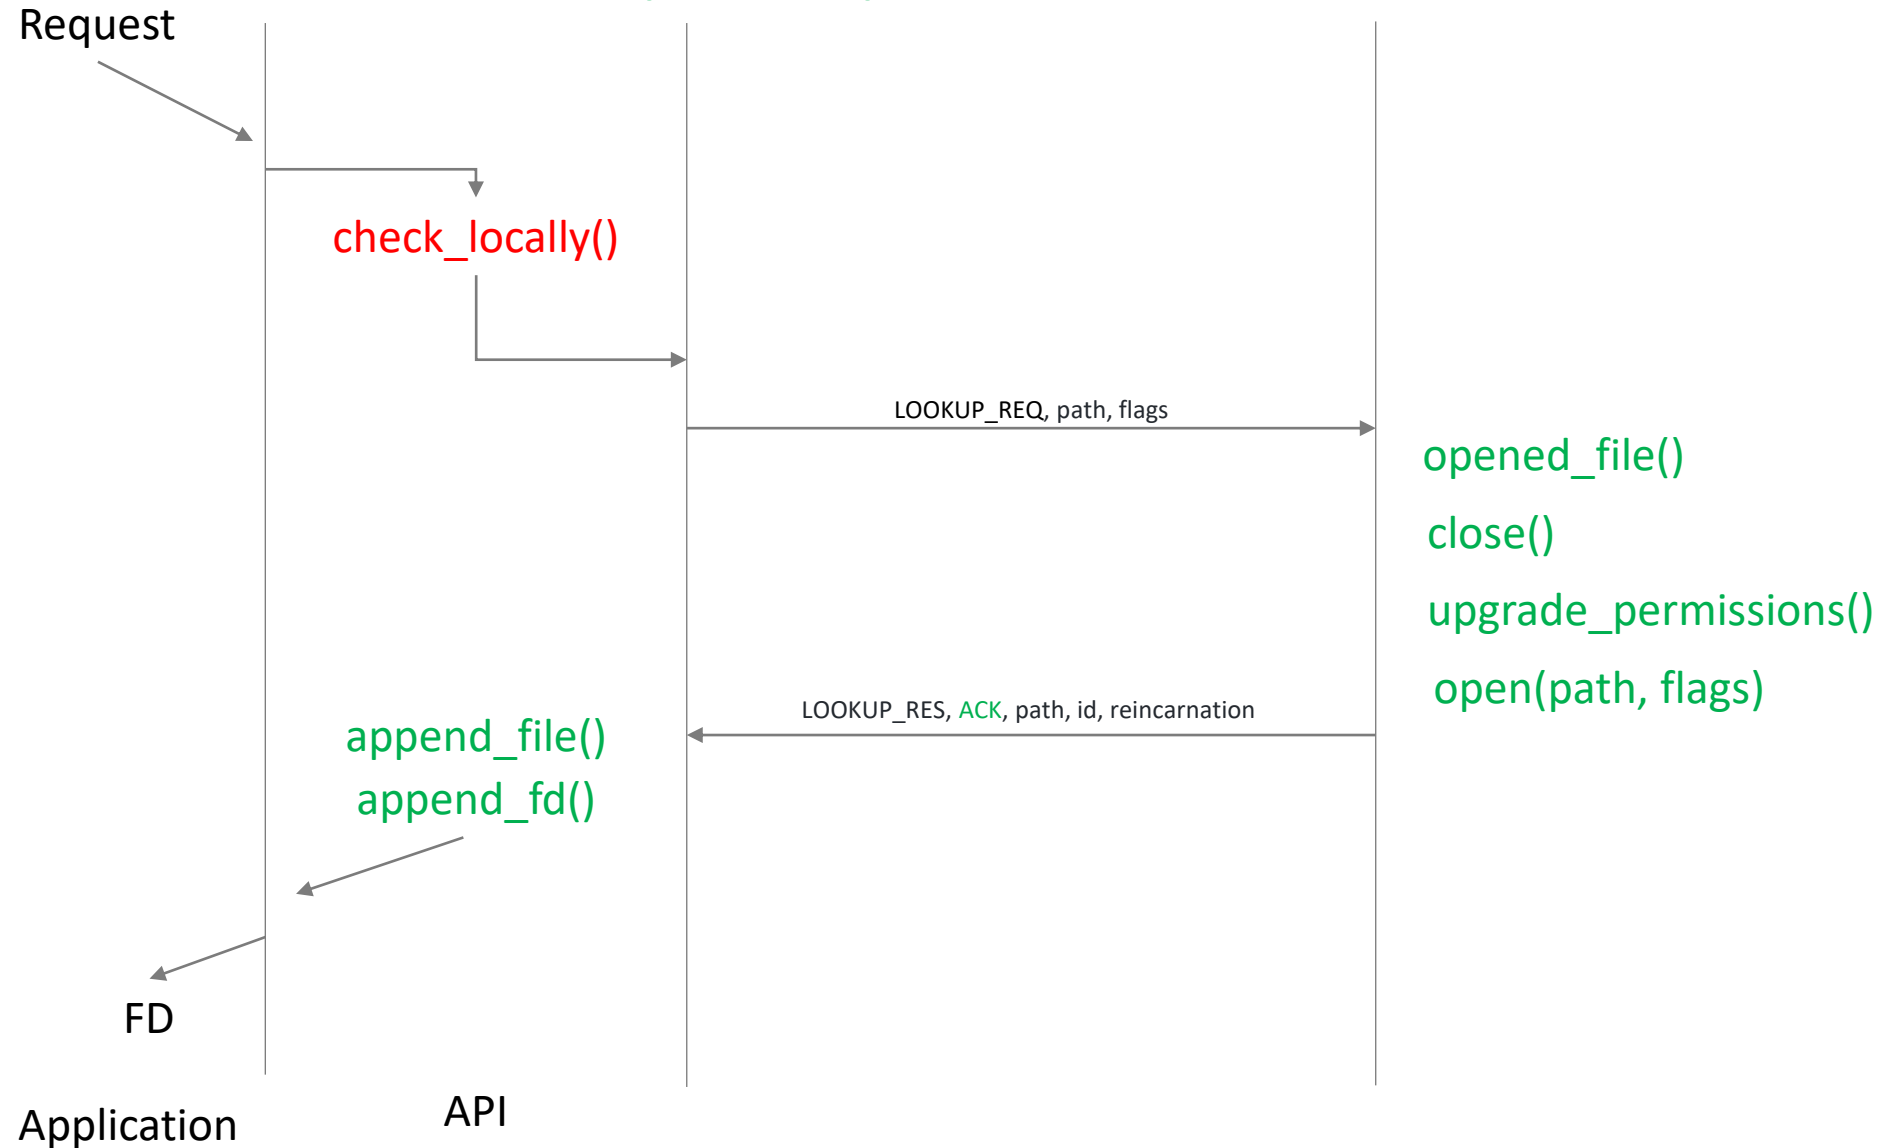 Request
check_locally()
LOOKUP_REQ, path, flags
opened_file()
close()
upgrade_permissions()
open(path, flags)
LOOKUP_RES, ACK, path, id, reincarnation
append_file()
append_fd()
FD
Application
API